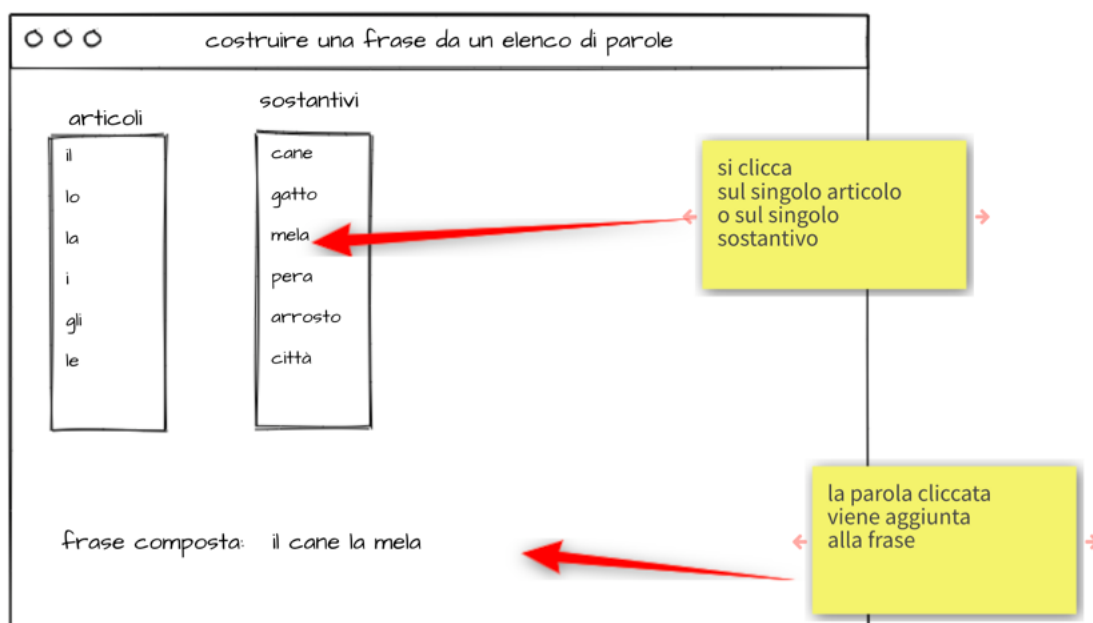 costruire una frase da un elenco di parole
articoli
il
lo
la
i
gli
le
sostantivi
cane
gatto
mela
pera
arrosto
città
si clicca
sul singolo articolo
o sul singolo
sostantivo
frase composta: il cane la mela
la parola cliccata
viene aggiunta
alla frase